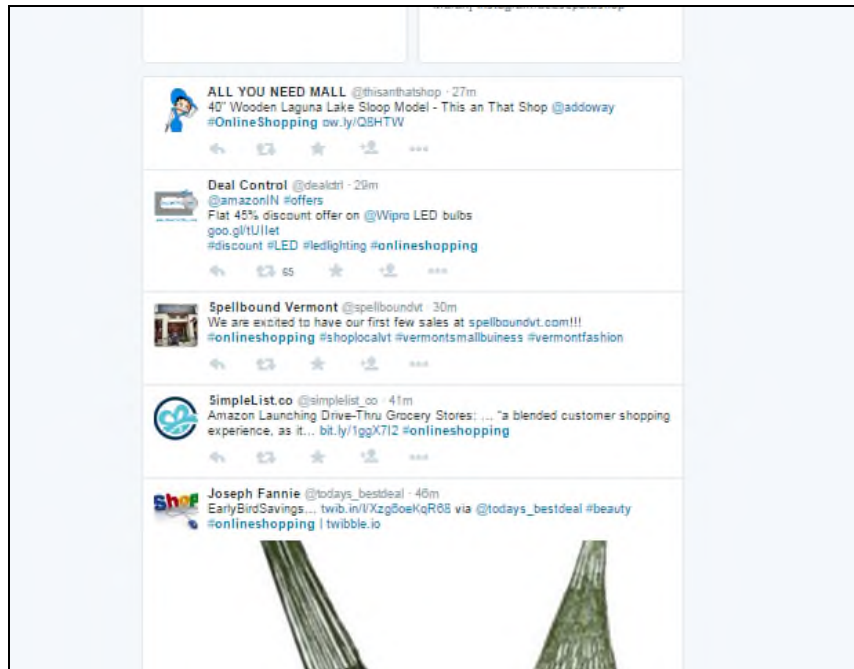 ALL YOU NEED MALL @thisanthatshop · 27m
40" Wooden Laguna Lake Sloop Model - This an That Shop @addoway
#OnlineShopping ow.ly/Q8HTW
Deal Control @dealctrl · 29m
@amazonIN #offers
Flat 45% discount offer on @Wipro LED bulbs
#discount #LED #ledlighting #onlineshopping
65
Spellbound Vermont @spellboundvt · 30m
We are excited to have our first few sales at spellboundvt.com!!!
#onlineshopping #shoplocalvt #vermontsmallbuiness #vermontfashion
SimpleList.co @simplelist_co · 41m
Amazon Launching Drive-Thru Grocery Stores: ... "a blended customer shopping
experience, as it... bit.ly/1ggX7I2 #onlineshopping
Shop
Joseph Fannie @todays_bestdeal · 46m
EarlyBirdSavings... twib.in/l/Xzg6oeKqR68 via @todays_bestdeal #beauty
#onlineshopping | twibble.io